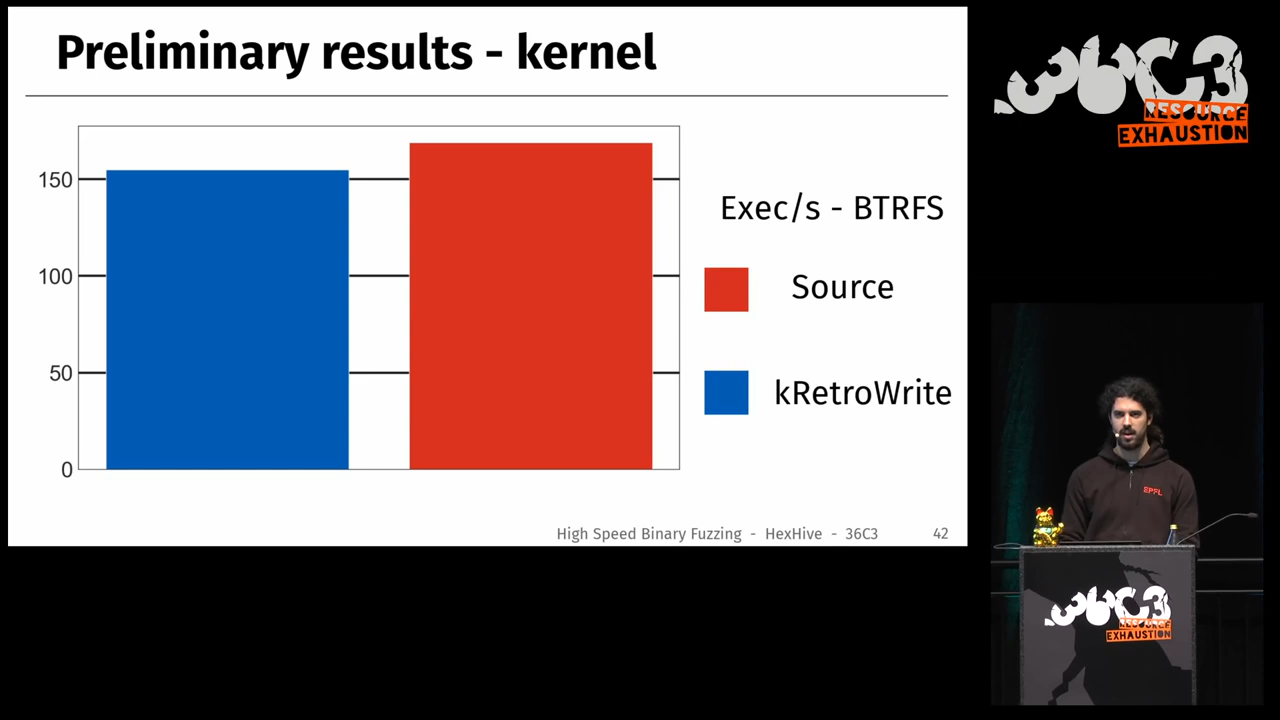 Preliminary results - kernel
150
100
50
0
Exec/s - BTRFS
Source
kRetroWrite
High Speed Binary Fuzzing - HexHive - 36C3 42
36C3
RESOURCE
EXHAUSTION
EPFL
36C3
RESOURCE
EXHAUSTION